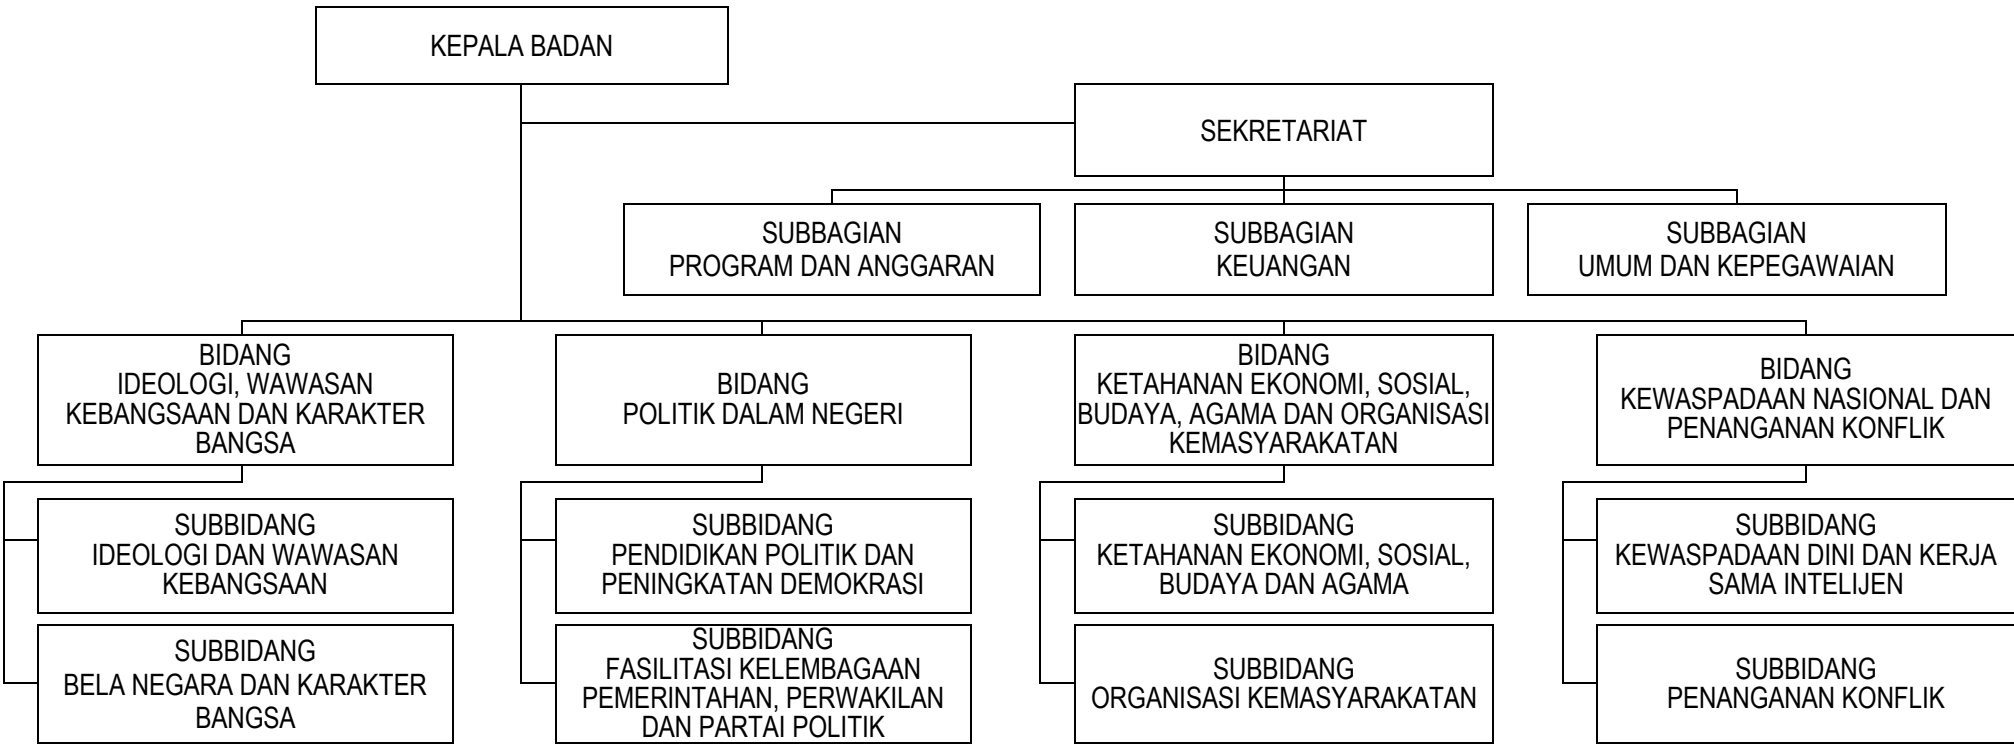 KEPALA BADAN
SEKRETARIAT
SUBBAGIAN
PROGRAM DAN ANGGARAN
SUBBAGIAN
KEUANGAN
SUBBAGIAN
UMUM DAN KEPEGAWAIAN
BIDANG
IDEOLOGI, WAWASAN
KEBANGSAAN DAN KARAKTER
BANGSA
BIDANG
POLITIK DALAM NEGERI
BIDANG
KETAHANAN EKONOMI, SOSIAL,
BUDAYA, AGAMA DAN ORGANISASI
KEMASYARAKATAN
BIDANG
KEWASPADAAN NASIONAL DAN
PENANGANAN KONFLIK
SUBBIDANG
IDEOLOGI DAN WAWASAN
KEBANGSAAN
SUBBIDANG
PENDIDIKAN POLITIK DAN
PENINGKATAN DEMOKRASI
SUBBIDANG
KETAHANAN EKONOMI, SOSIAL,
BUDAYA DAN AGAMA
SUBBIDANG
KEWASPADAAN DINI DAN KERJA
SAMA INTELIJEN
SUBBIDANG
BELA NEGARA DAN KARAKTER
BANGSA
SUBBIDANG
FASILITASI KELEMBAGAAN
PEMERINTAHAN, PERWAKILAN
DAN PARTAI POLITIK
SUBBIDANG
ORGANISASI KEMASYARAKATAN
SUBBIDANG
PENANGANAN KONFLIK